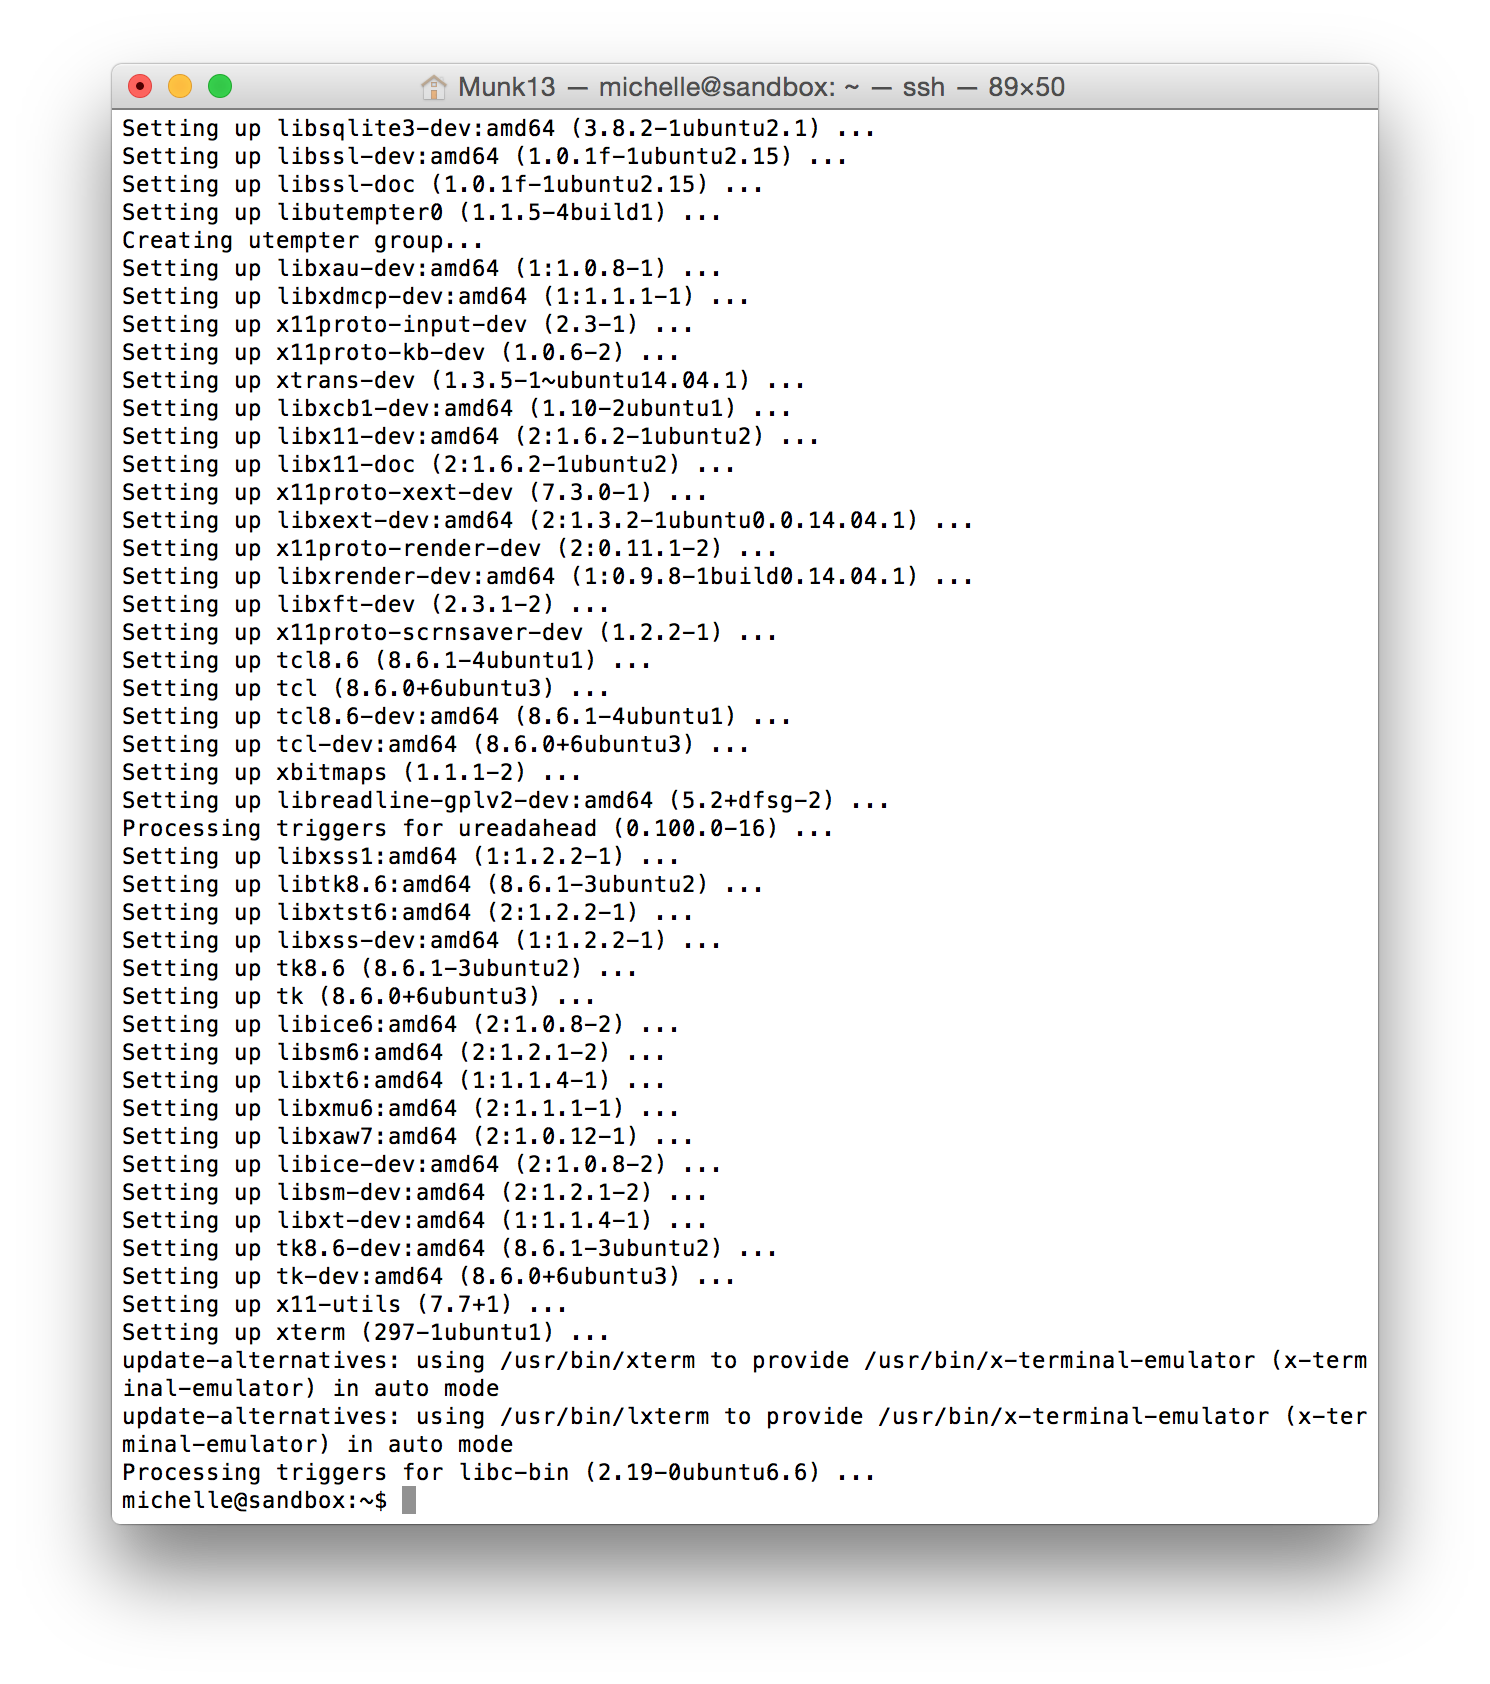 Munk13 — michelle@sandbox: ~ — ssh — 89×50
Setting up libsqlite3-dev:amd64 (3.8.2-1ubuntu2.1) ...
Setting up libssl-dev:amd64 (1.0.1f-1ubuntu2.15) ...
Setting up libssl-doc (1.0.1f-1ubuntu2.15) ...
Setting up libutempter0 (1.1.5-4build1) ...
Creating utempter group...
Setting up libxau-dev:amd64 (1:1.0.8-1) ...
Setting up libxdmcp-dev:amd64 (1:1.1.1-1) ...
Setting up x11proto-input-dev (2.3-1) ...
Setting up x11proto-kb-dev (1.0.6-2) ...
Setting up xtrans-dev (1.3.5-1~ubuntu14.04.1) ...
Setting up libxcb1-dev:amd64 (1.10-2ubuntu1) ...
Setting up libx11-dev:amd64 (2:1.6.2-1ubuntu2) ...
Setting up libx11-doc (2:1.6.2-1ubuntu2) ...
Setting up x11proto-xext-dev (7.3.0-1) ...
Setting up libxext-dev:amd64 (2:1.3.2-1ubuntu0.0.14.04.1) ...
Setting up x11proto-render-dev (2:0.11.1-2) ...
Setting up libxrender-dev:amd64 (1:0.9.8-1build0.14.04.1) ...
Setting up libxft-dev (2.3.1-2) ...
Setting up x11proto-scrnsaver-dev (1.2.2-1) ...
Setting up tcl8.6 (8.6.1-4ubuntu1) ...
Setting up tcl (8.6.0+6ubuntu3) ...
Setting up tcl8.6-dev:amd64 (8.6.1-4ubuntu1) ...
Setting up tcl-dev:amd64 (8.6.0+6ubuntu3) ...
Setting up xbitmaps (1.1.1-2) ...
Setting up libreadline-gplv2-dev:amd64 (5.2+dfsg-2) ...
Processing triggers for ureadahead (0.100.0-16) ...
Setting up libxss1:amd64 (1:1.2.2-1) ...
Setting up libtk8.6:amd64 (8.6.1-3ubuntu2) ...
Setting up libxtst6:amd64 (2:1.2.2-1) ...
Setting up libxss-dev:amd64 (1:1.2.2-1) ...
Setting up tk8.6 (8.6.1-3ubuntu2) ...
Setting up tk (8.6.0+6ubuntu3) ...
Setting up libice6:amd64 (2:1.0.8-2) ...
Setting up libsm6:amd64 (2:1.2.1-2) ...
Setting up libxt6:amd64 (1:1.1.4-1) ...
Setting up libxmu6:amd64 (2:1.1.1-1) ...
Setting up libxaw7:amd64 (2:1.0.12-1) ...
Setting up libice-dev:amd64 (2:1.0.8-2) ...
Setting up libsm-dev:amd64 (2:1.2.1-2) ...
Setting up libxt-dev:amd64 (1:1.1.4-1) ...
Setting up tk8.6-dev:amd64 (8.6.1-3ubuntu2) ...
Setting up tk-dev:amd64 (8.6.0+6ubuntu3) ...
Setting up x11-utils (7.7+1) ...
Setting up xterm (297-1ubuntu1) ...
update-alternatives: using /usr/bin/xterm to provide /usr/bin/x-terminal-emulator (x-term
inal-emulator) in auto mode
update-alternatives: using /usr/bin/lxterm to provide /usr/bin/x-terminal-emulator (x-ter
minal-emulator) in auto mode
Processing triggers for libc-bin (2.19-0ubuntu6.6) ...
michelle@sandbox:~$